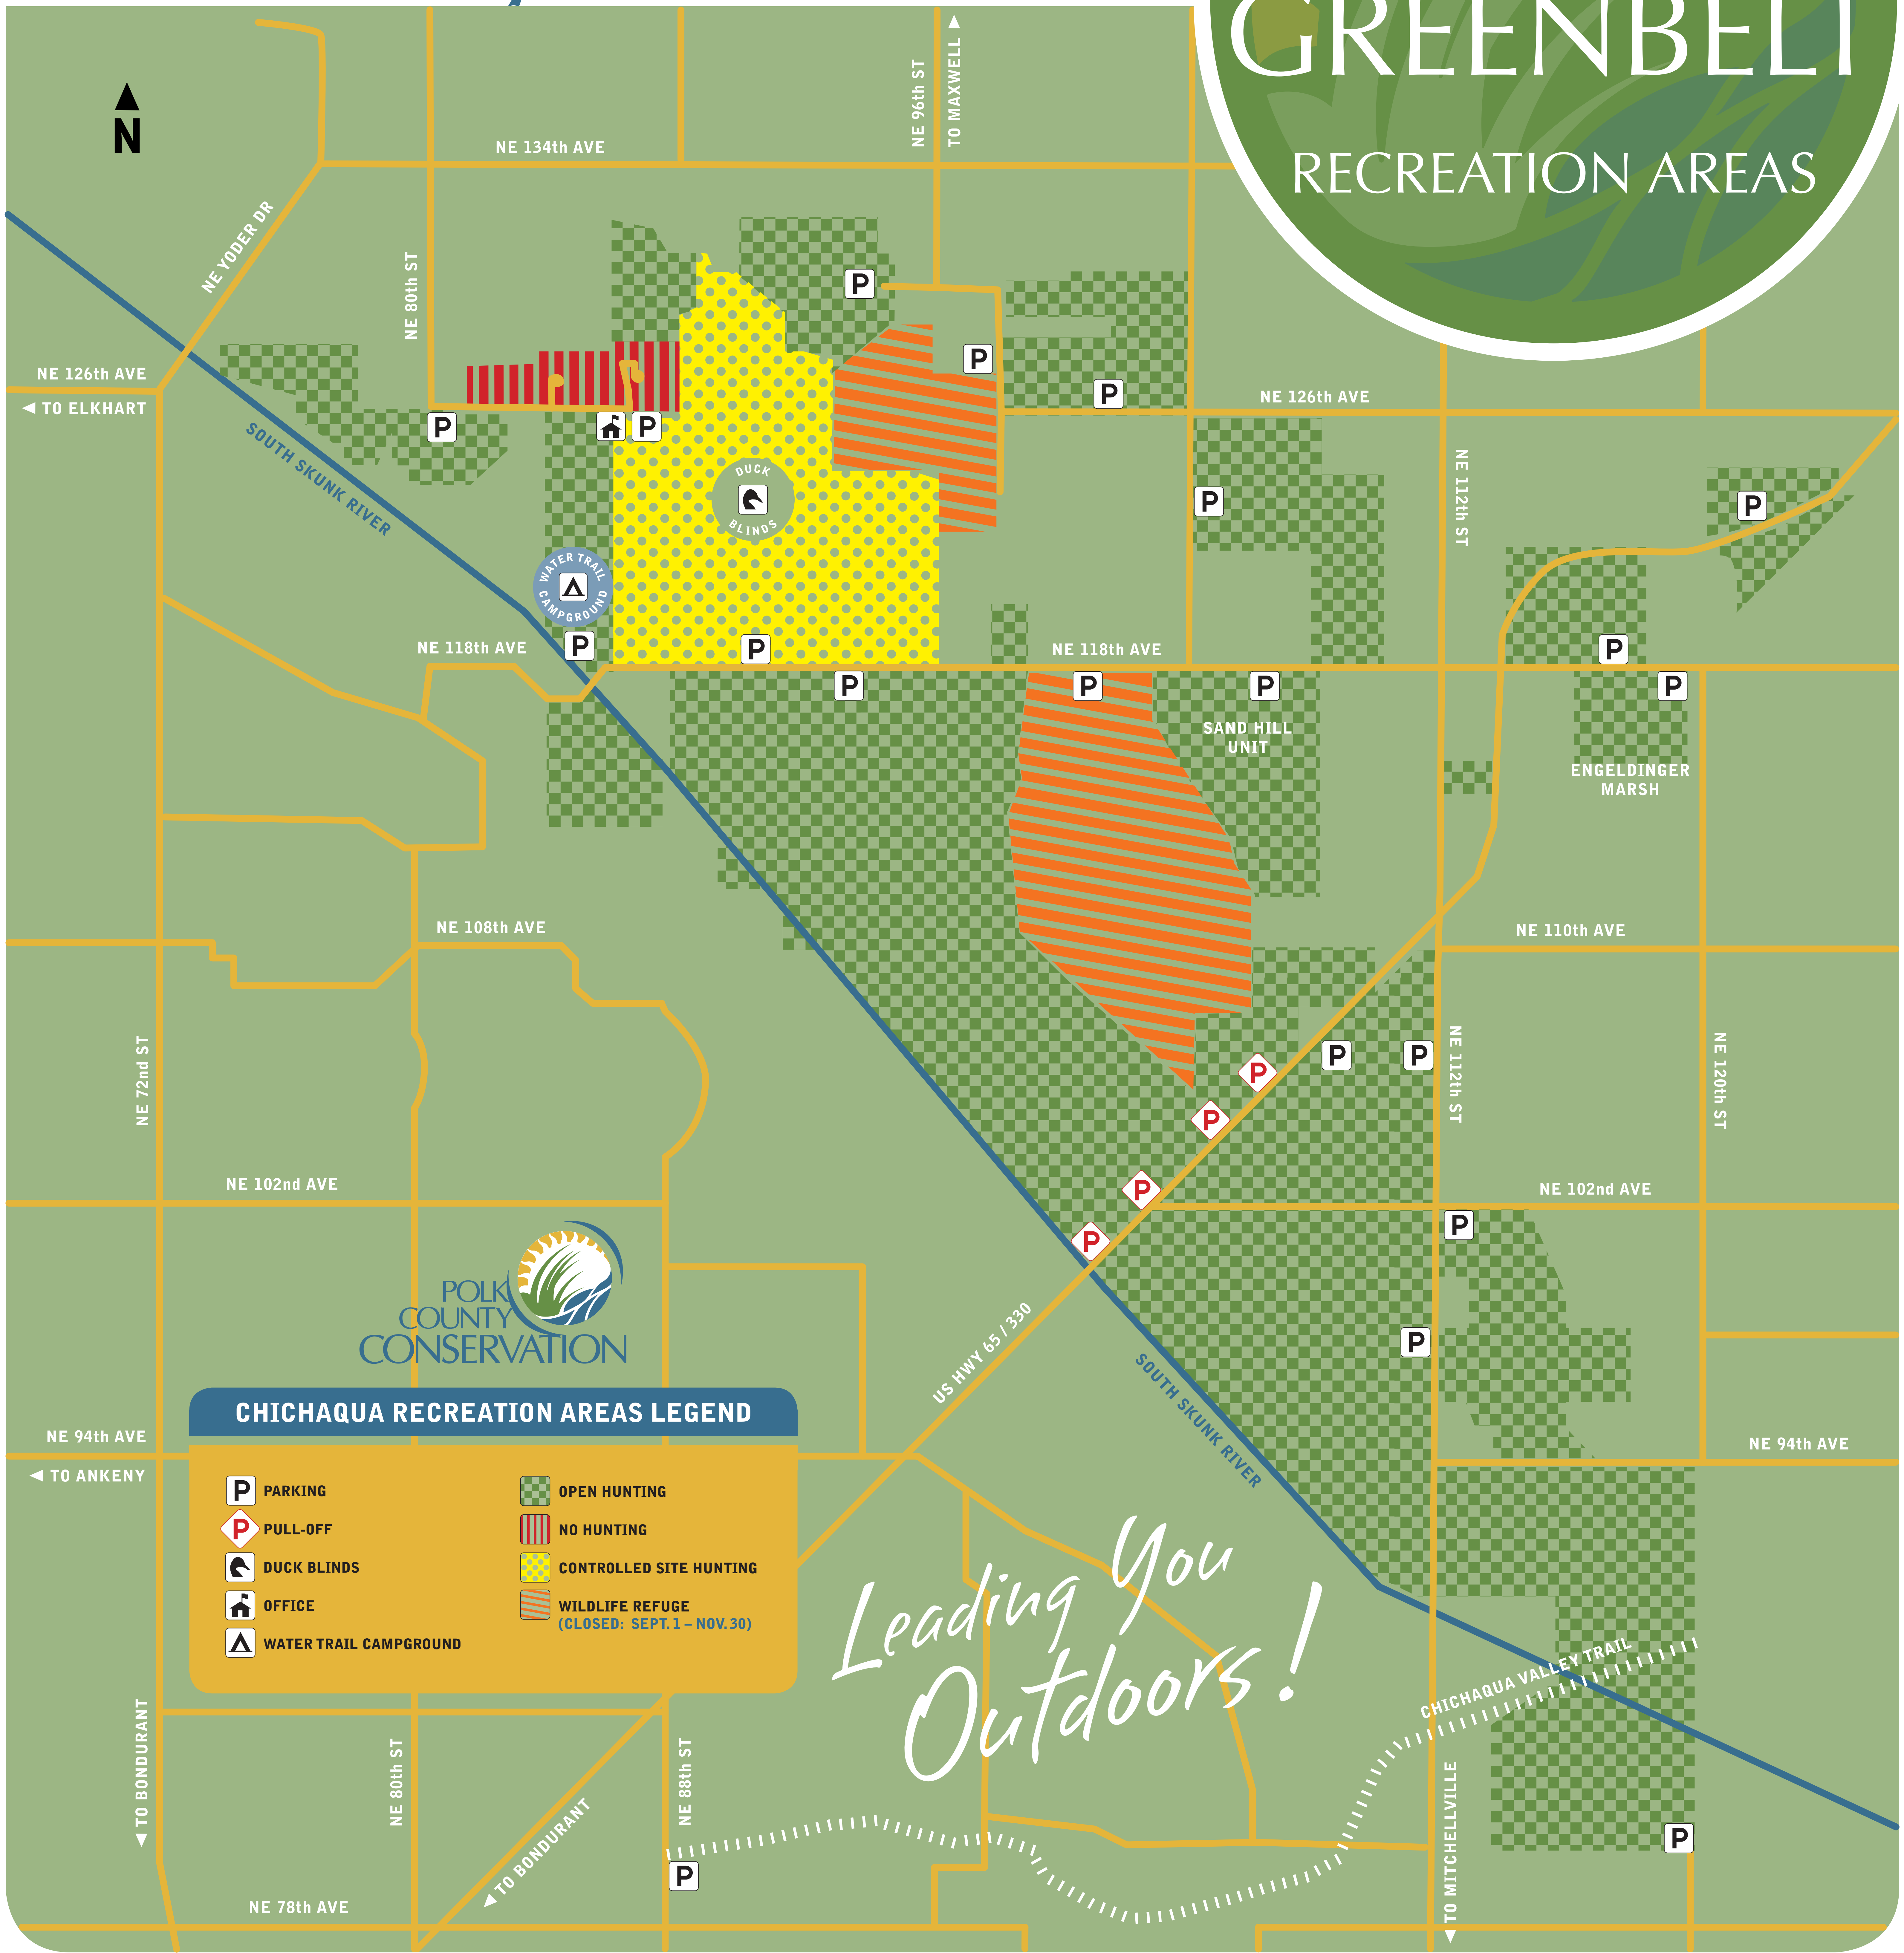 GREENBELT
RECREATION AREAS
N
NE 96th ST
TO MAXWELL
NE 134th AVE
NE YODER DR
NE 80th ST
NE 126th AVE
TO ELKHART
P
P
P
NE 126th AVE
SOUTH SKUNK RIVER
P
P
DUCK
BLINDS
P
P
NE 112th ST
WATER TRAIL
CAMPGROUND
NE 118th AVE
P
P
NE 118th AVE
P
P
P
P
P
SAND HILL
UNIT
ENGELDINGER
MARSH
NE 108th AVE
NE 110th AVE
NE 72nd ST
P
P
P
P
P
P
NE 112th ST
NE 120th ST
NE 102nd AVE
NE 102nd AVE
P
P
POLK
COUNTY
CONSERVATION
US HWY 65 / 330
SOUTH SKUNK RIVER
NE 94th AVE
TO ANKENY
NE 94th AVE
CHICHAQUA RECREATION AREAS LEGEND
P PARKING
P PULL-OFF
DUCK BLINDS
OFFICE
WATER TRAIL CAMPGROUND
OPEN HUNTING
NO HUNTING
CONTROLLED SITE HUNTING
WILDLIFE REFUGE
(CLOSED: SEPT. 1 – NOV. 30)
Leading You
Outdoors!
CHICHAQUA VALLEY TRAIL
TO BONDURANT
NE 80th ST
TO BONDURANT
NE 88th ST
TO MITCHELLVILLE
P
P
NE 78th AVE